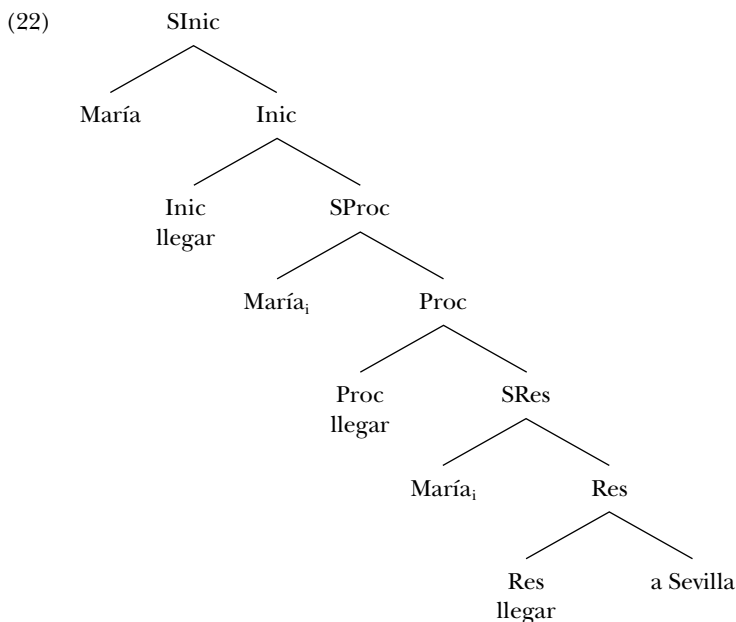 (22) SInic
María Inic
Inic SProc
llegar
Maríaᵢ Proc
Proc SRes
llegar
Maríaᵢ Res
Res a Sevilla
llegar